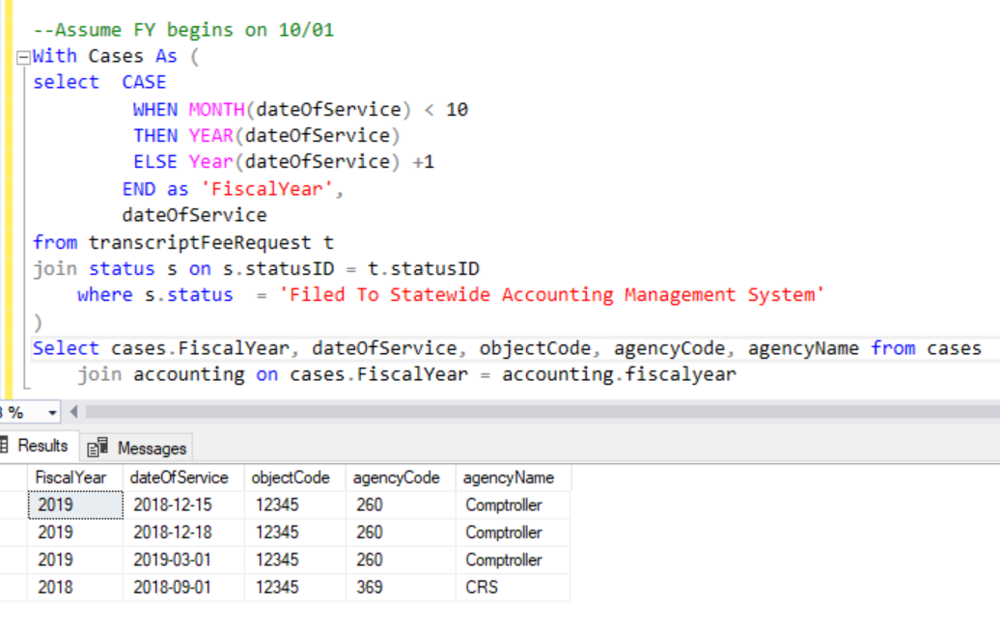 --Assume FY begins on 10/01
With Cases As (
select  CASE
WHEN MONTH(dateOfService) < 10
THEN YEAR(dateOfService)
ELSE Year(dateOfService) +1
END as 'FiscalYear',
dateOfService
from transcriptFeeRequest t
join status s on s.statusID = t.statusID
where s.status  = 'Filed To Statewide Accounting Management System'
)
Select cases.FiscalYear, dateOfService, objectCode, agencyCode, agencyName from cases
join accounting on cases.FiscalYear = accounting.fiscalyear
%
Results Messages
FiscalYear dateOfService objectCode agencyCode agencyName
2019 2018-12-15 12345 260 Comptroller
2019 2018-12-18 12345 260 Comptroller
2019 2019-03-01 12345 260 Comptroller
2018 2018-09-01 12345 369 CRS